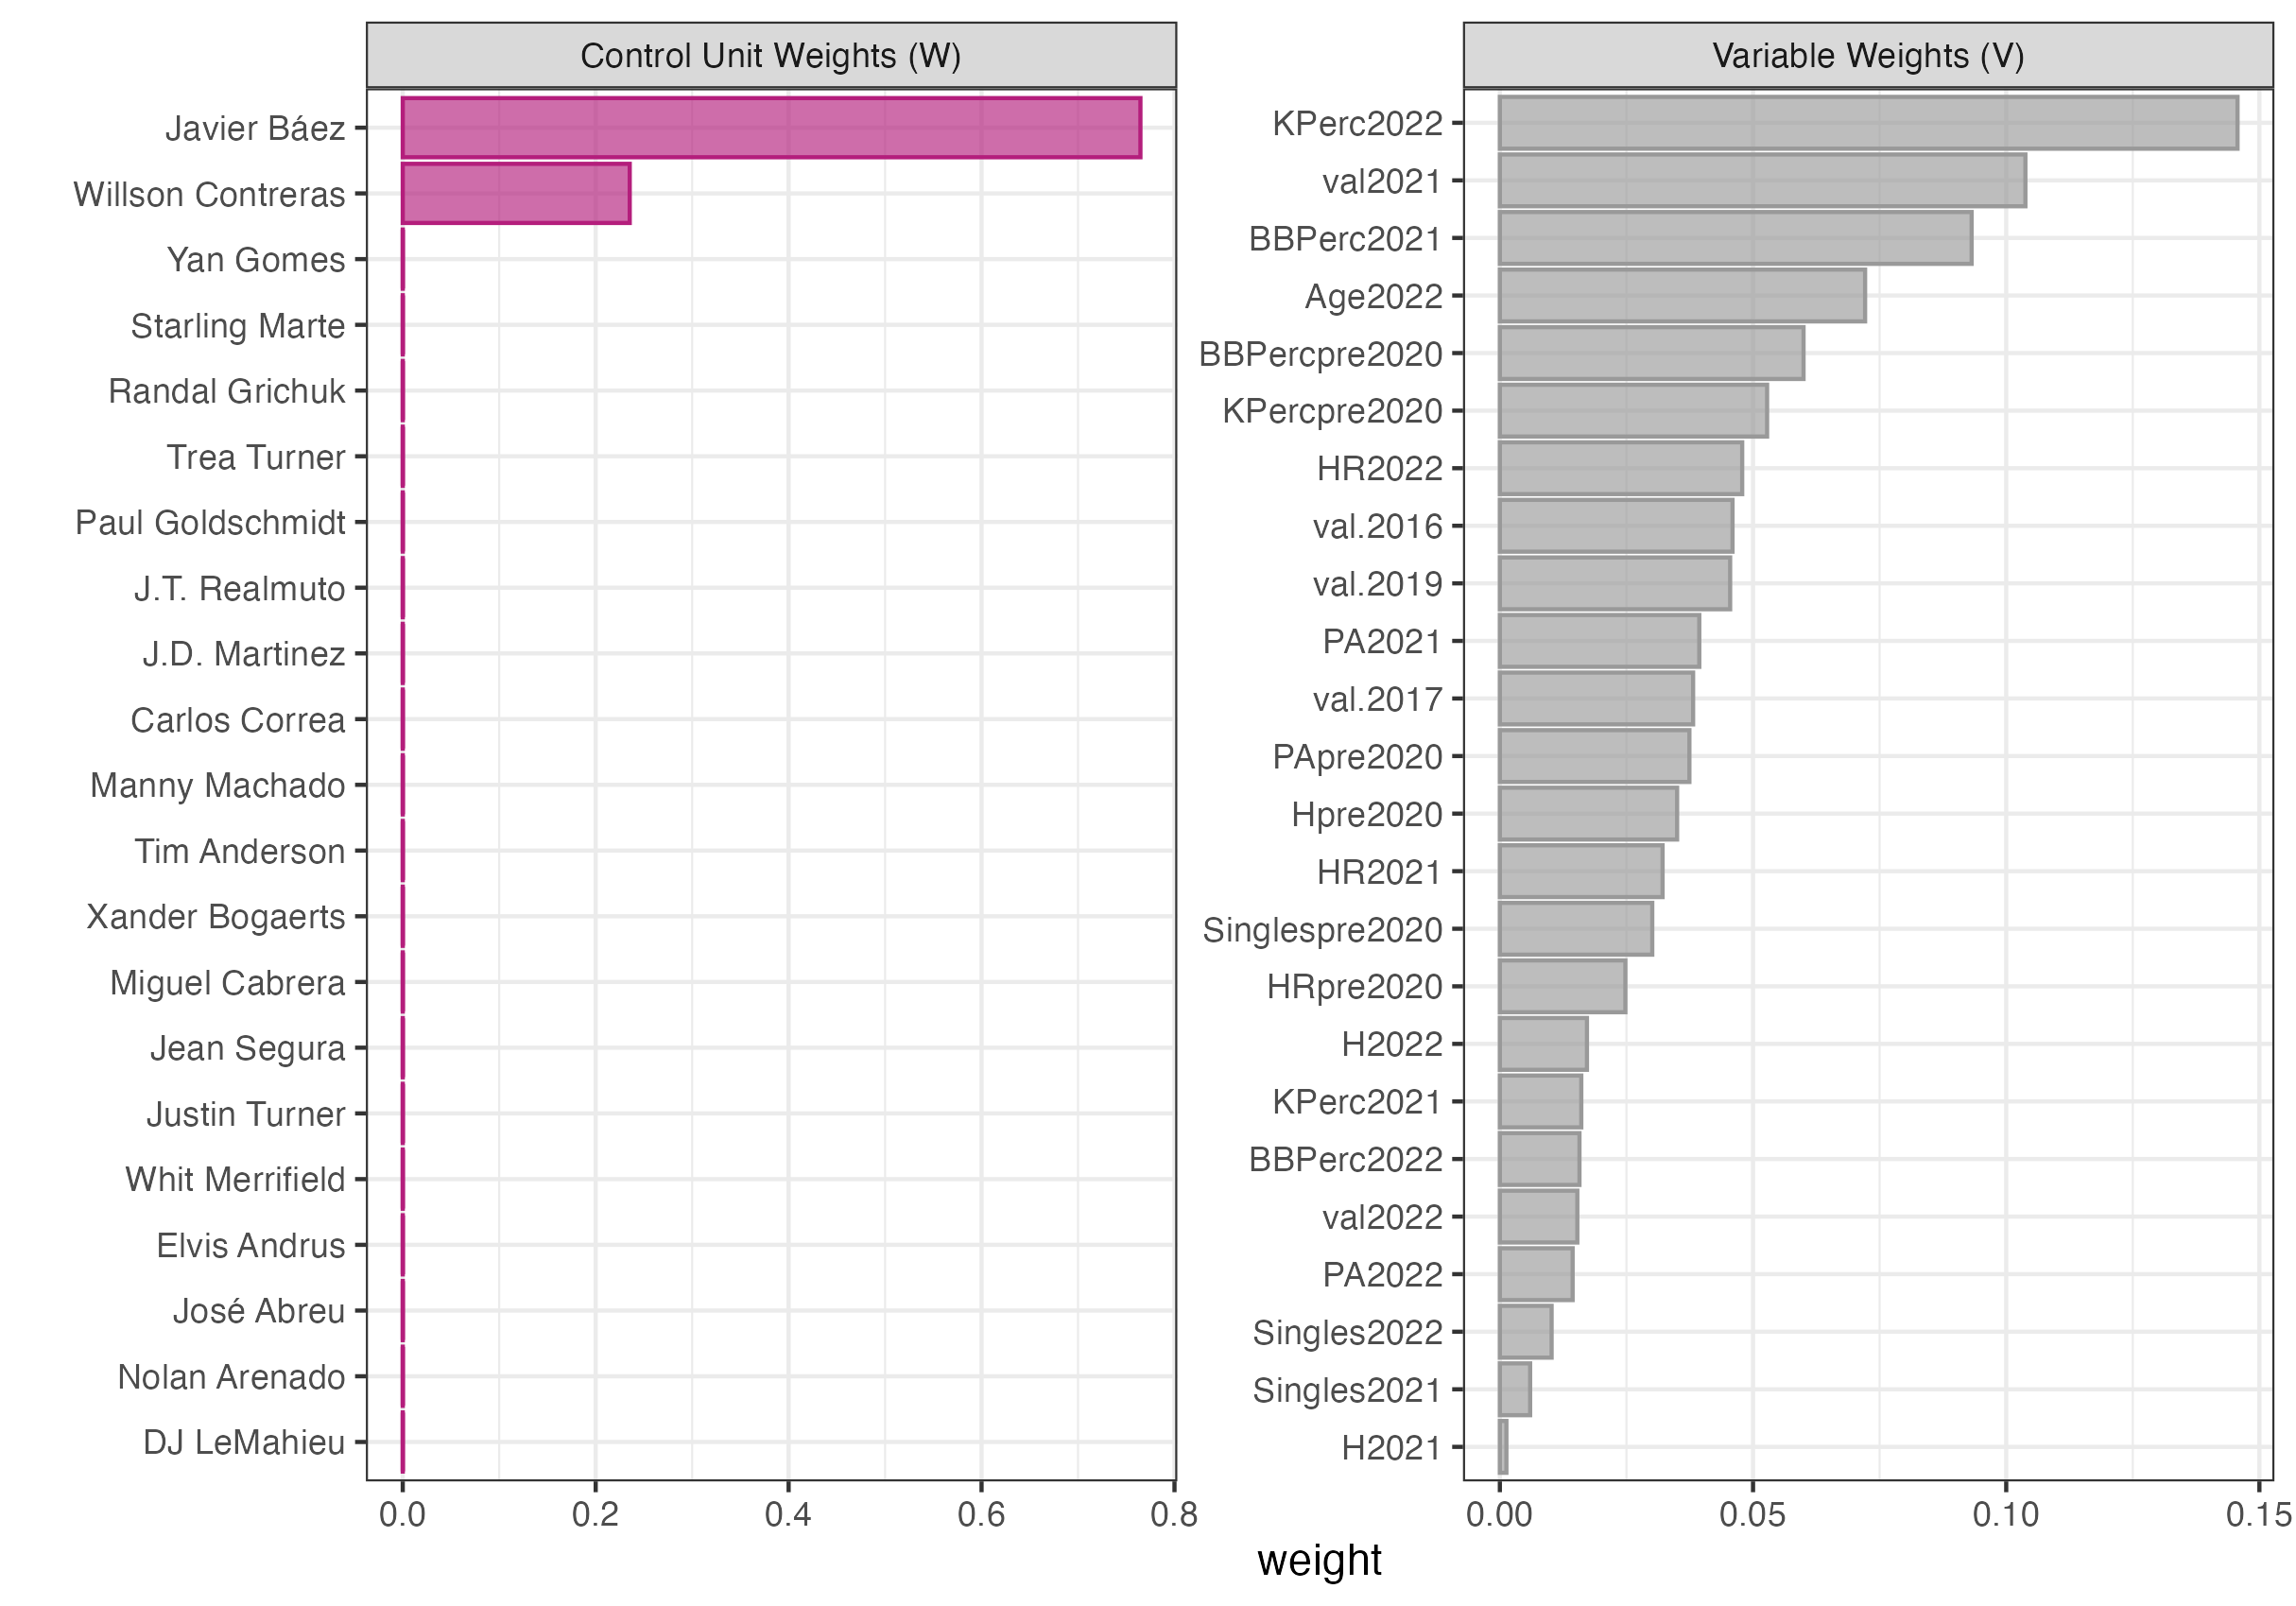 Control Unit Weights (W)
Javier Báez
Willson Contreras
Yan Gomes
Starling Marte
Randal Grichuk
Trea Turner
Paul Goldschmidt
J.T. Realmuto
J.D. Martinez
Carlos Correa
Manny Machado
Tim Anderson
Xander Bogaerts
Miguel Cabrera
Jean Segura
Justin Turner
Whit Merrifield
Elvis Andrus
José Abreu
Nolan Arenado
DJ LeMahieu
0.0 0.2 0.4 0.6 0.8
Variable Weights (V)
KPerc2022
val2021
BBPerc2021
Age2022
BBPercpre2020
KPercpre2020
HR2022
val.2016
val.2019
PA2021
val.2017
PApre2020
Hpre2020
HR2021
Singlespre2020
HRpre2020
H2022
KPerc2021
BBPerc2022
val2022
PA2022
Singles2022
Singles2021
H2021
0.00 0.05 0.10 0.15
weight